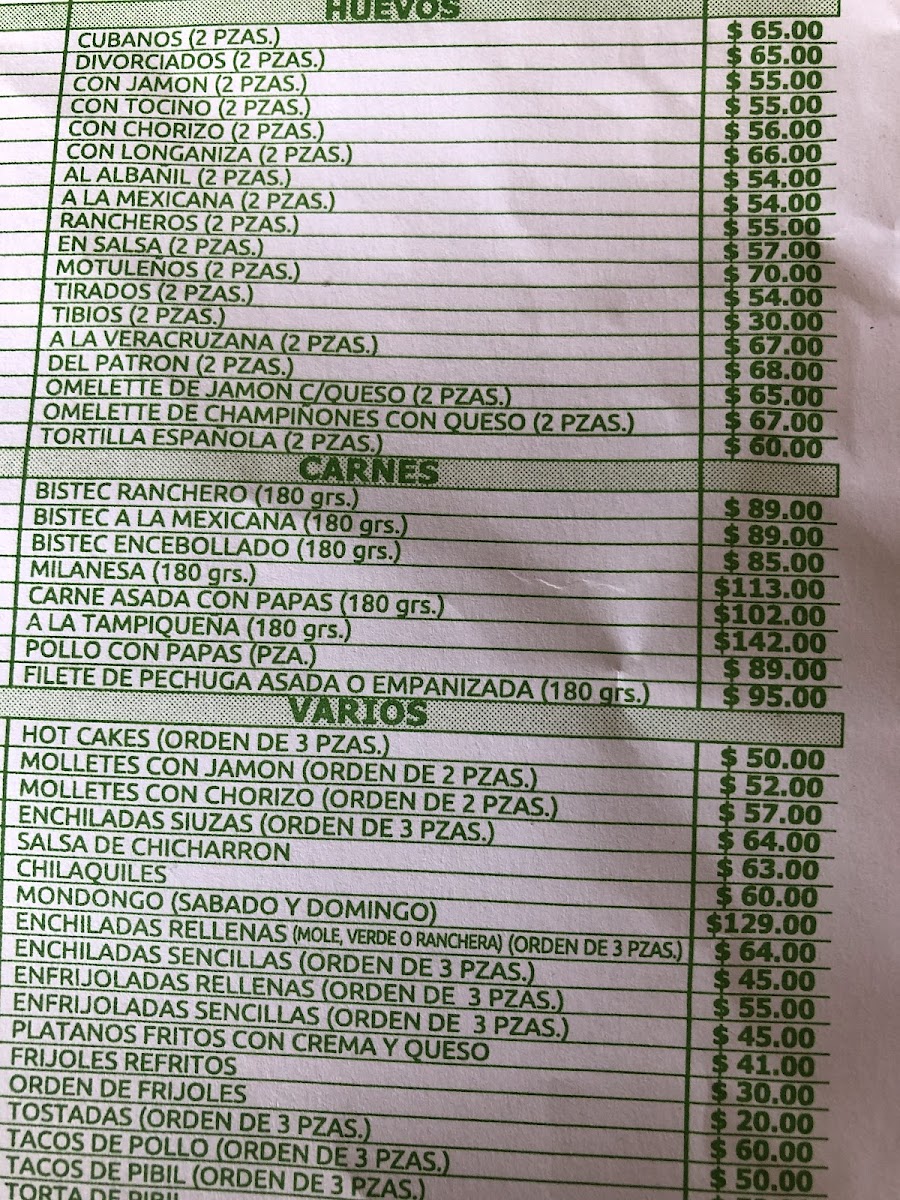 HUEVOS
CUBANOS (2 PZAS.) $ 65.00
DIVORCIADOS (2 PZAS.) $ 65.00
CON JAMON (2 PZAS.) $ 55.00
CON TOCINO (2 PZAS.) $ 55.00
CON CHORIZO (2 PZAS.) $ 56.00
CON LONGANIZA (2 PZAS.) $ 66.00
AL ALBAÑIL (2 PZAS.) $ 54.00
A LA MEXICANA (2 PZAS.) $ 54.00
RANCHEROS (2 PZAS.) $ 55.00
EN SALSA (2 PZAS.) $ 57.00
MOTULEÑOS (2 PZAS.) $ 70.00
TIRADOS (2 PZAS.) $ 54.00
TIBIOS (2 PZAS.) $ 30.00
A LA VERACRUZANA (2 PZAS.) $ 67.00
DEL PATRON (2 PZAS.) $ 68.00
OMELETTE DE JAMON C/QUESO (2 PZAS.) $ 65.00
OMELETTE DE CHAMPIÑONES CON QUESO (2 PZAS.) $ 67.00
TORTILLA ESPAÑOLA (2 PZAS.) $ 60.00
CARNES
BISTEC RANCHERO (180 grs.) $ 89.00
BISTEC A LA MEXICANA (180 grs.) $ 89.00
BISTEC ENCEBOLLADO (180 grs.) $ 85.00
MILANESA (180 grs.) $113.00
CARNE ASADA CON PAPAS (180 grs.) $102.00
A LA TAMPIQUEÑA (180 grs.) $142.00
POLLO CON PAPAS (PZA.) $ 89.00
FILETE DE PECHUGA ASADA O EMPANIZADA (180 grs.) $ 95.00
VARIOS
HOT CAKES (ORDEN DE 3 PZAS.) $ 50.00
MOLLETES CON JAMON (ORDEN DE 2 PZAS.) $ 52.00
MOLLETES CON CHORIZO (ORDEN DE 2 PZAS.) $ 57.00
ENCHILADAS SIUZAS (ORDEN DE 3 PZAS.) $ 64.00
SALSA DE CHICHARRON $ 63.00
CHILAQUILES $ 60.00
MONDONGO (SABADO Y DOMINGO) $129.00
ENCHILADAS RELLENAS (MOLE, VERDE O RANCHERA) (ORDEN DE 3 PZAS.) $ 64.00
ENCHILADAS SENCILLAS (ORDEN DE 3 PZAS.) $ 45.00
ENFRIJOLADAS RELLENAS (ORDEN DE 3 PZAS.) $ 55.00
ENFRIJOLADAS SENCILLAS (ORDEN DE 3 PZAS.) $ 45.00
PLATANOS FRITOS CON CREMA Y QUESO $ 41.00
FRIJOLES REFRITOS $ 30.00
ORDEN DE FRIJOLES $ 20.00
TOSTADAS (ORDEN DE 3 PZAS.) $ 60.00
TACOS DE POLLO (ORDEN DE 3 PZAS.) $ 50.00
TACOS DE PIBIL (ORDEN DE 3 PZAS.)
TORTA DE PIBIL